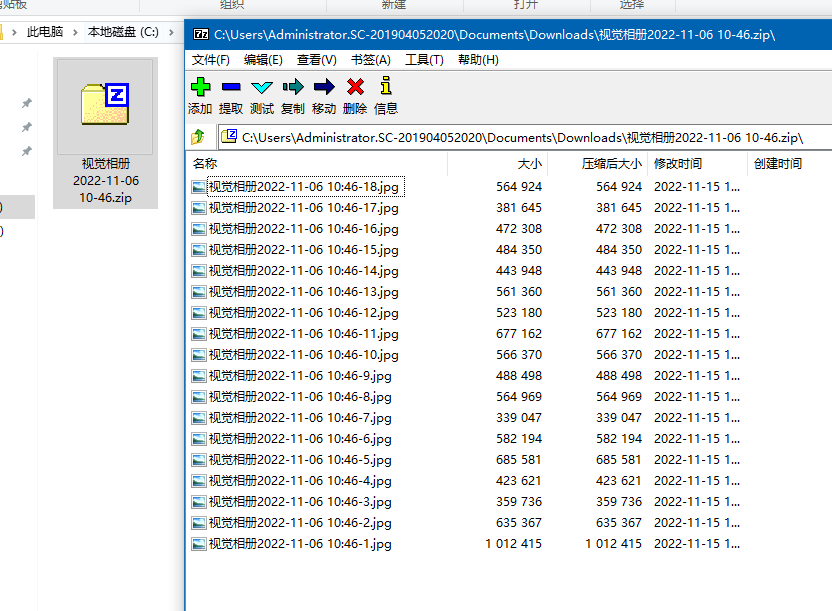 剪贴板 组织 新建 打开 选择
此电脑 本地磁盘 (C:)
视觉相册
2022-11-06
10-46.zip
C:\Users\Administrator.SC-201904052020\Documents\Downloads\视觉相册2022-11-06 10-46.zip\
文件(F) 编辑(E) 查看(V) 书签(A) 工具(T) 帮助(H)
添加 提取 测试 复制 移动 删除 信息
C:\Users\Administrator.SC-201904052020\Documents\Downloads\视觉相册2022-11-06 10-46.zip\
名称 大小 压缩后大小 修改时间 创建时间
视觉相册2022-11-06 10:46-18.jpg 564 924 564 924 2022-11-15 1...
视觉相册2022-11-06 10:46-17.jpg 381 645 381 645 2022-11-15 1...
视觉相册2022-11-06 10:46-16.jpg 472 308 472 308 2022-11-15 1...
视觉相册2022-11-06 10:46-15.jpg 484 350 484 350 2022-11-15 1...
视觉相册2022-11-06 10:46-14.jpg 443 948 443 948 2022-11-15 1...
视觉相册2022-11-06 10:46-13.jpg 561 360 561 360 2022-11-15 1...
视觉相册2022-11-06 10:46-12.jpg 523 180 523 180 2022-11-15 1...
视觉相册2022-11-06 10:46-11.jpg 677 162 677 162 2022-11-15 1...
视觉相册2022-11-06 10:46-10.jpg 566 370 566 370 2022-11-15 1...
视觉相册2022-11-06 10:46-9.jpg 488 498 488 498 2022-11-15 1...
视觉相册2022-11-06 10:46-8.jpg 564 969 564 969 2022-11-15 1...
视觉相册2022-11-06 10:46-7.jpg 339 047 339 047 2022-11-15 1...
视觉相册2022-11-06 10:46-6.jpg 582 194 582 194 2022-11-15 1...
视觉相册2022-11-06 10:46-5.jpg 685 581 685 581 2022-11-15 1...
视觉相册2022-11-06 10:46-4.jpg 423 621 423 621 2022-11-15 1...
视觉相册2022-11-06 10:46-3.jpg 359 736 359 736 2022-11-15 1...
视觉相册2022-11-06 10:46-2.jpg 635 367 635 367 2022-11-15 1...
视觉相册2022-11-06 10:46-1.jpg 1 012 415 1 012 415 2022-11-15 1...